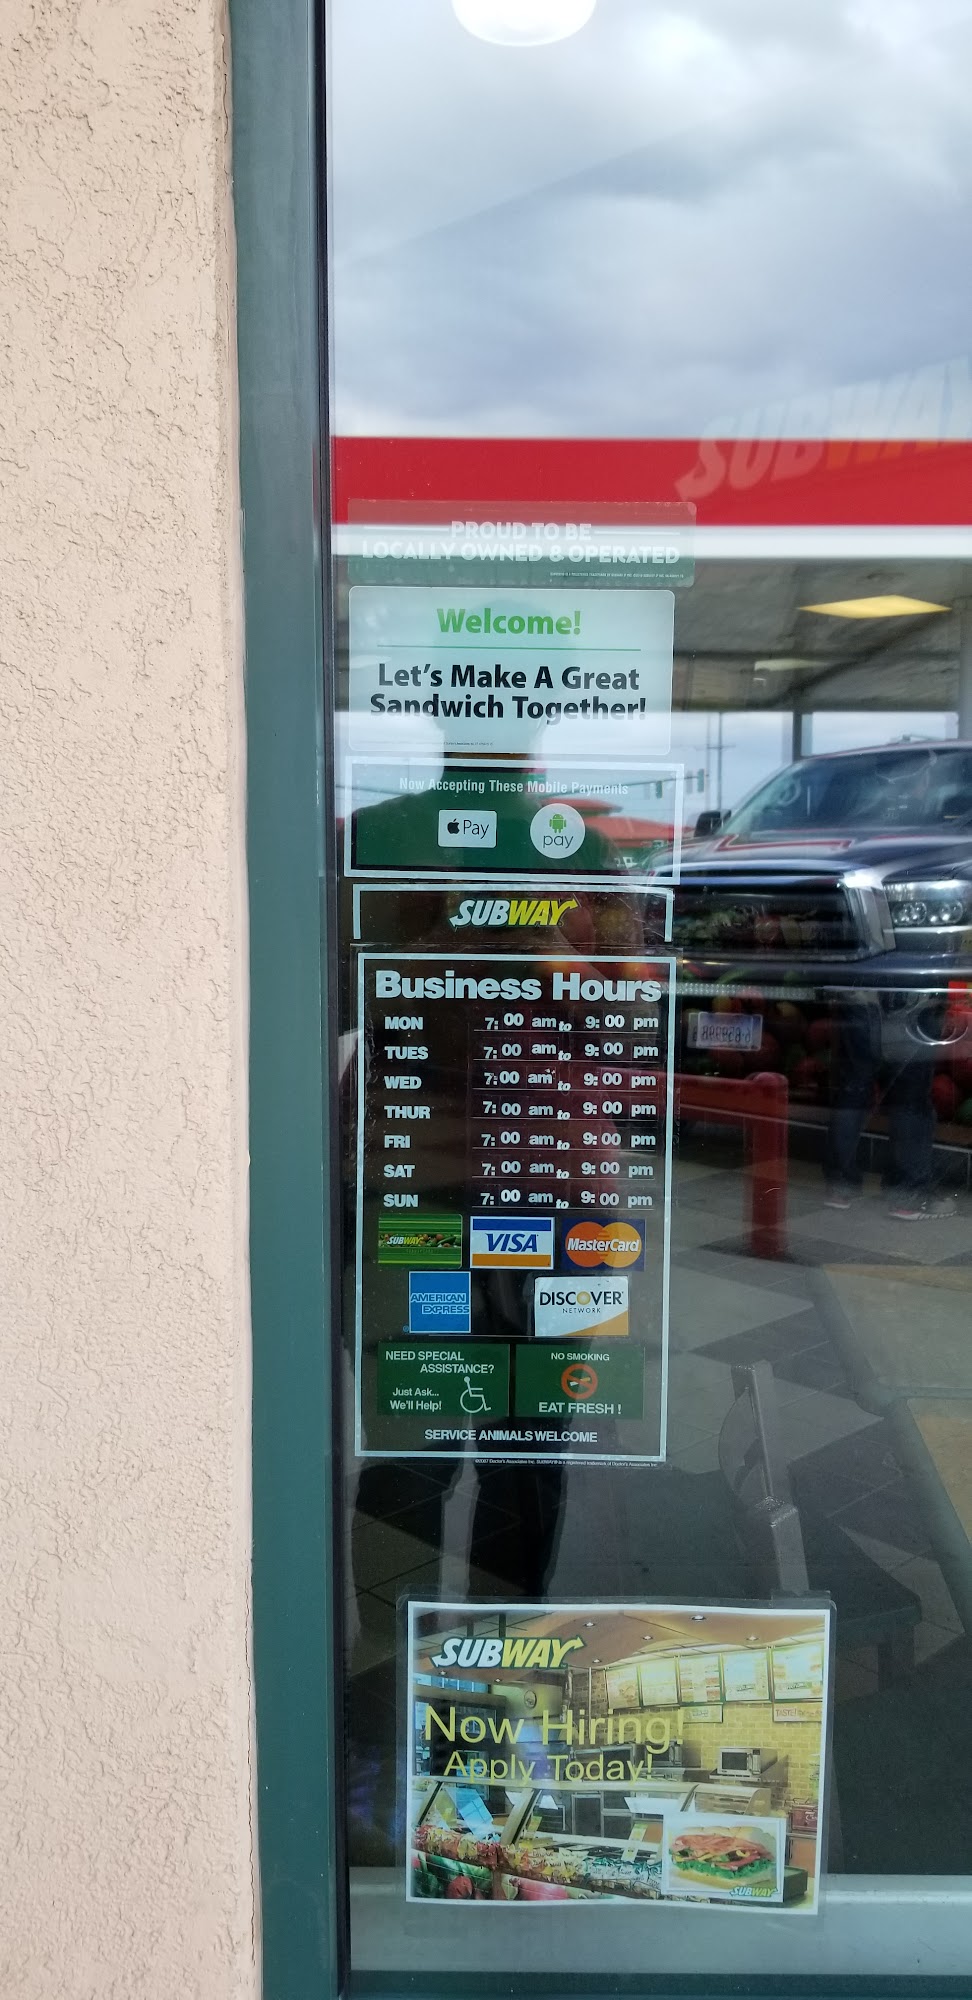 SUBWAY
PROUD TO BE
LOCALLY OWNED & OPERATED
Welcome!
Let's Make A Great
Sandwich Together!
Now Accepting These Mobile Payments
Pay
pay
SUBWAY
Business Hours
MON 7:00 am to 9:00 pm
TUES 7:00 am to 9:00 pm
WED 7:00 am to 9:00 pm
THUR 7:00 am to 9:00 pm
FRI 7:00 am to 9:00 pm
SAT 7:00 am to 9:00 pm
SUN 7:00 am to 9:00 pm
SUBWAY VISA MasterCard
AMERICAN
EXPRESS
DISCOVER
NETWORK
NEED SPECIAL
ASSISTANCE?
Just Ask...
We'll Help!
NO SMOKING
EAT FRESH !
SERVICE ANIMALS WELCOME
SUBWAY
Now Hiring!
Apply Today!
SUBWAY